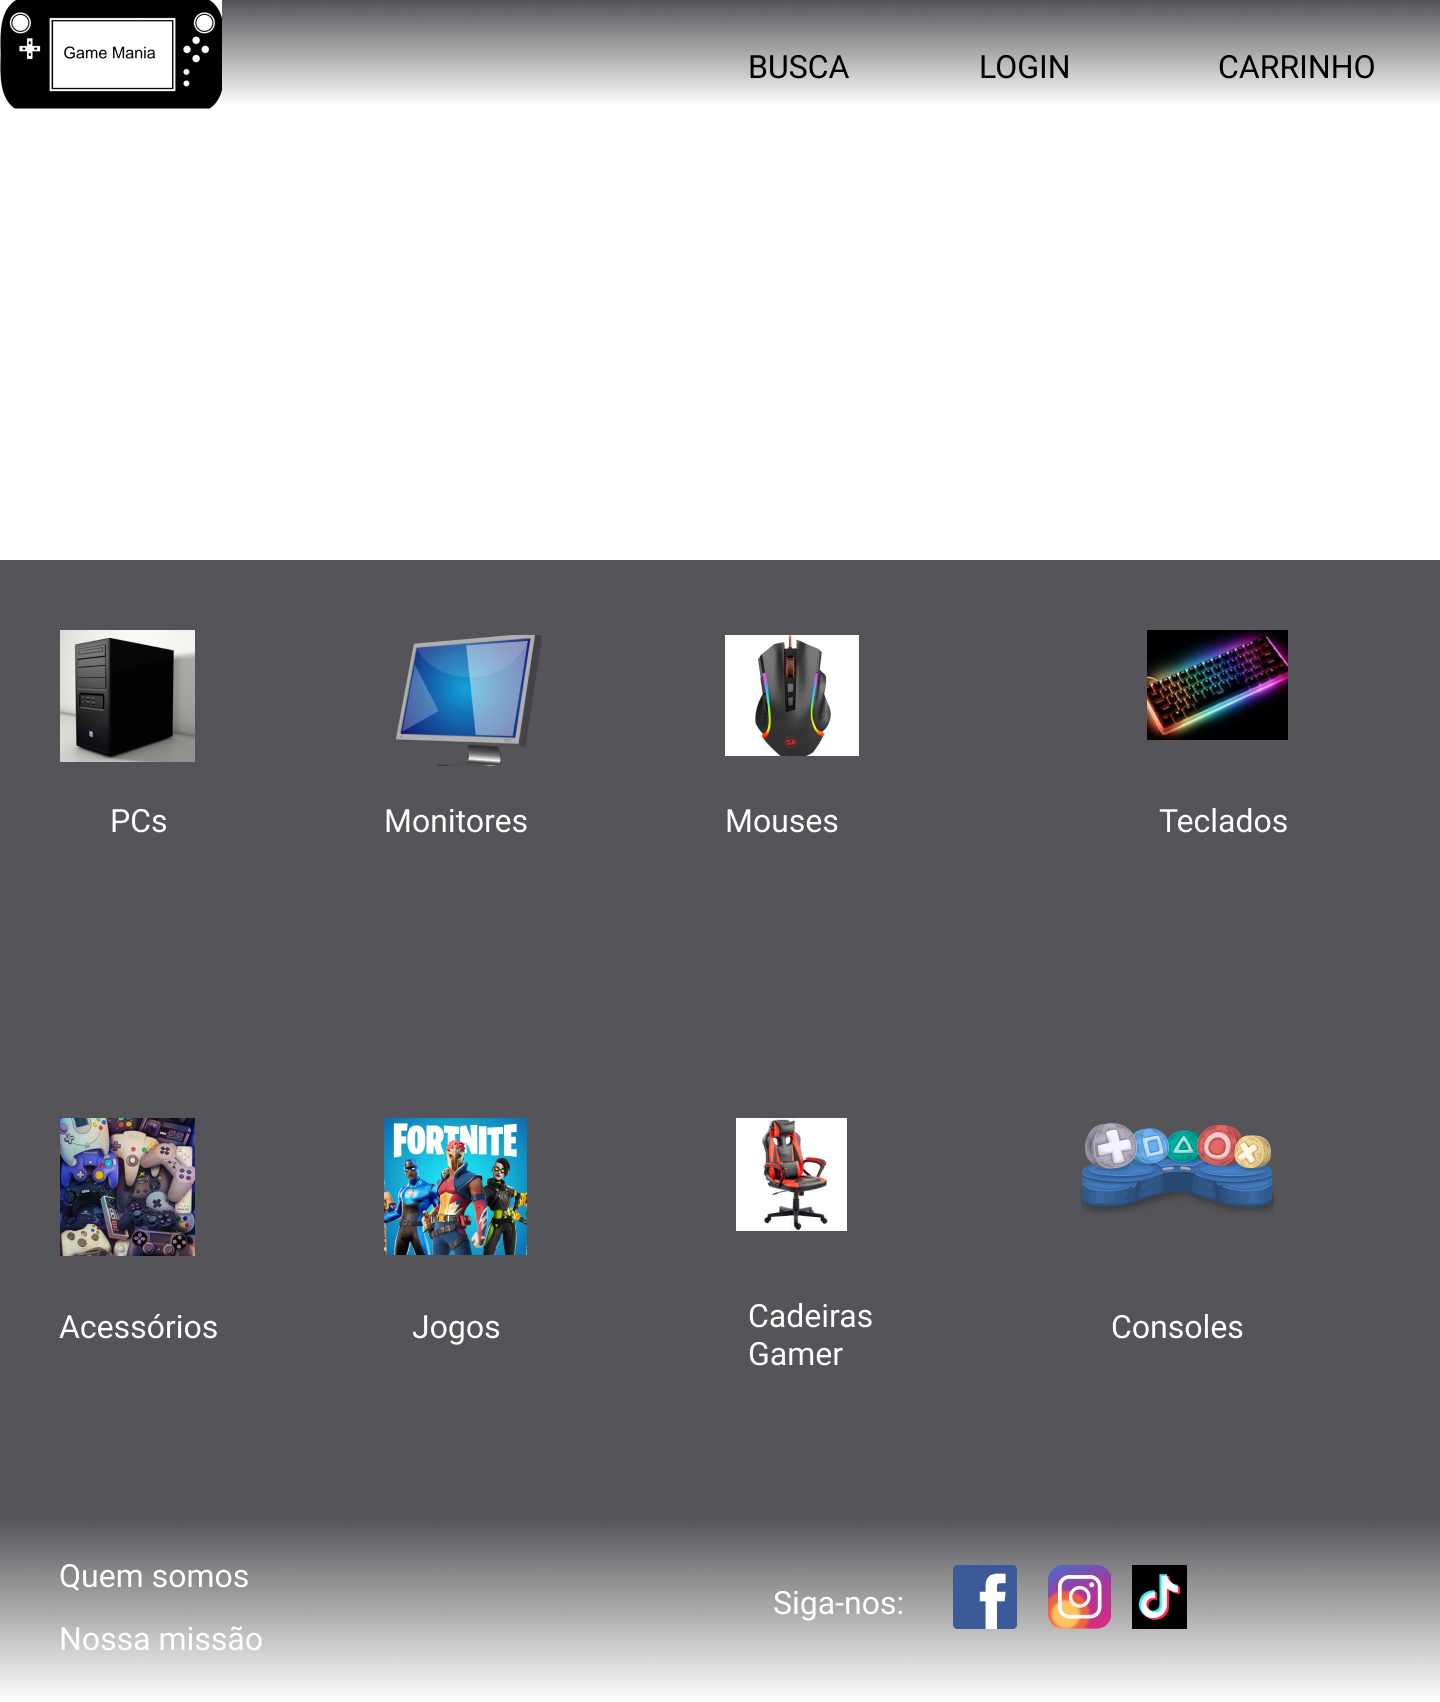 Game Mania
BUSCA
LOGIN
CARRINHO
PCs
Monitores
Mouses
Teclados
FORTNITE
Acessórios
Jogos
Cadeiras
Gamer
Consoles
Quem somos
Nossa missão
Siga-nos: